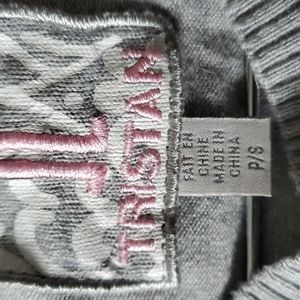 TRISTAN
FAIT EN
CHINE
MADE IN
CHINA
P/S